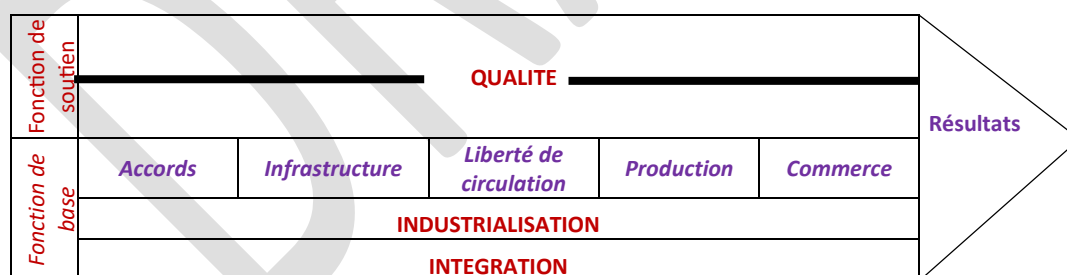 Fonction de
soutien
QUALITE
Résultats
Fonction de
base
Accords
Infrastructure
Liberté de
circulation
Production
Commerce
INDUSTRIALISATION
INTEGRATION